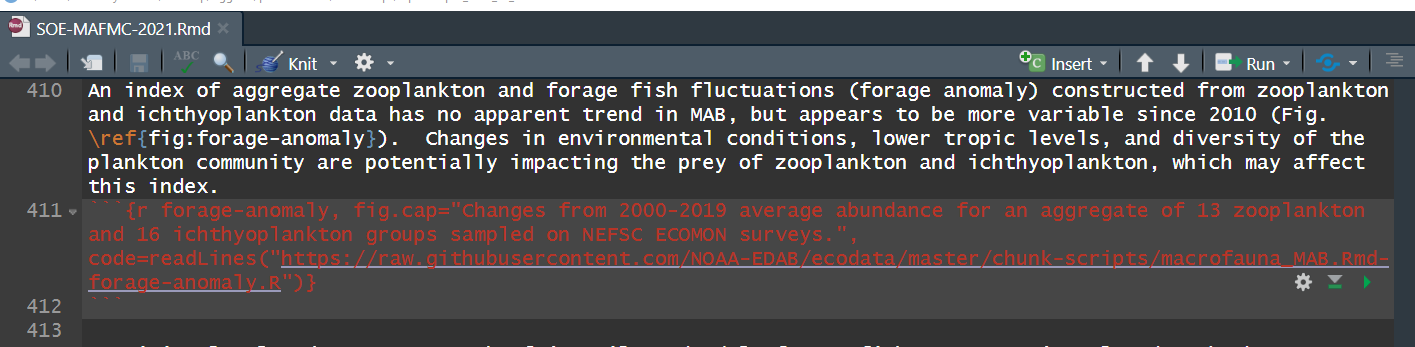 SOE-MAFMC-2021.Rmd
ABC Knit Insert Run
410 An index of aggregate zooplankton and forage fish fluctuations (forage anomaly) constructed from zooplankton
and ichthyoplankton data has no apparent trend in MAB, but appears to be more variable since 2010 (Fig.
\ref{fig:forage-anomaly}).  Changes in environmental conditions, lower tropic levels, and diversity of the
plankton community are potentially impacting the prey of zooplankton and ichthyoplankton, which may affect
this index.
411 ```{r forage-anomaly, fig.cap="Changes from 2000-2019 average abundance for an aggregate of 13 zooplankton
and 16 ichthyoplankton groups sampled on NEFSC ECOMON surveys.",
code=readLines("https://raw.githubusercontent.com/NOAA-EDAB/ecodata/master/chunk-scripts/macrofauna_MAB.Rmd-
forage-anomaly.R")}
412 ```
413